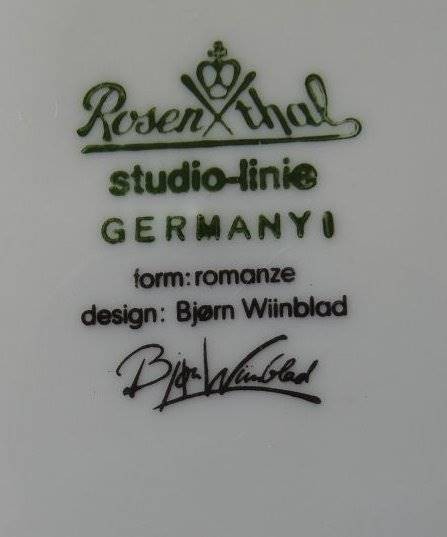 Rosenthal
studio-linie
GERMANY I
form: romanze
design: Bjørn Wiinblad
Bjørn Wiinblad